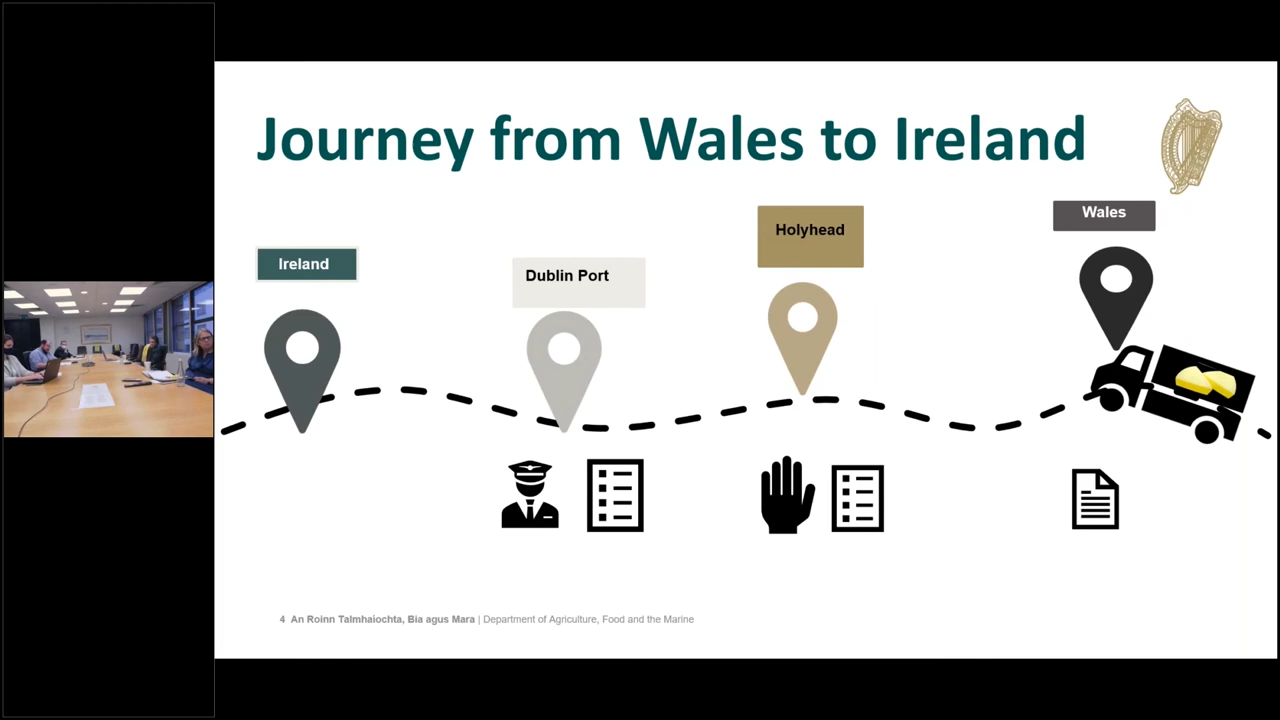 Journey from Wales to Ireland
Ireland
Dublin Port
Holyhead
Wales
4 An Roinn Talmhaiochta, Bia agus Mara | Department of Agriculture, Food and the Marine